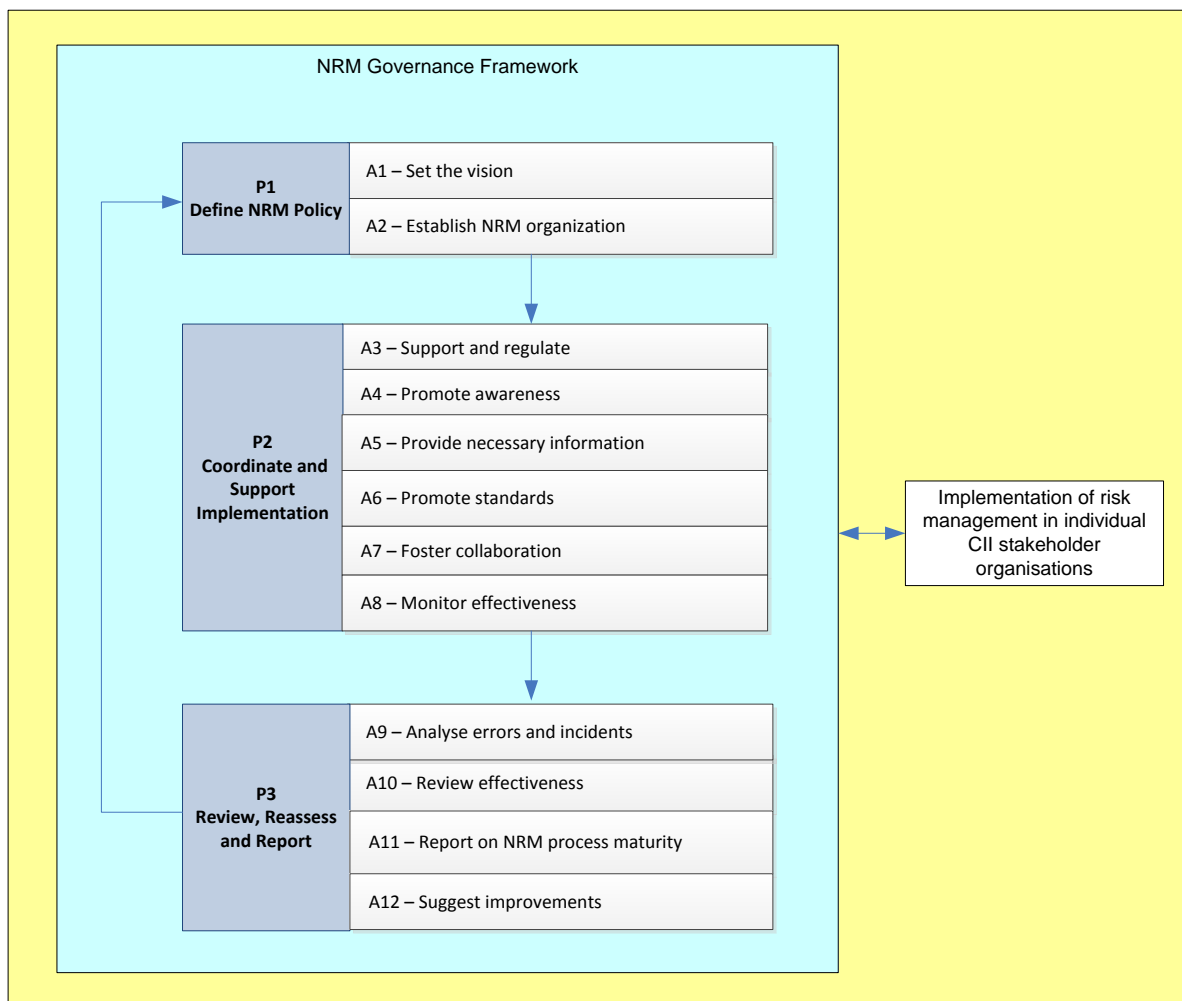 NRM Governance Framework
P1
Define NRM Policy
A1 – Set the vision
A2 – Establish NRM organization
P2
Coordinate and
Support
Implementation
A3 – Support and regulate
A4 – Promote awareness
A5 – Provide necessary information
A6 – Promote standards
A7 – Foster collaboration
A8 – Monitor effectiveness
P3
Review, Reassess
and Report
A9 – Analyse errors and incidents
A10 – Review effectiveness
A11 – Report on NRM process maturity
A12 – Suggest improvements
Implementation of risk
management in individual
CII stakeholder
organisations